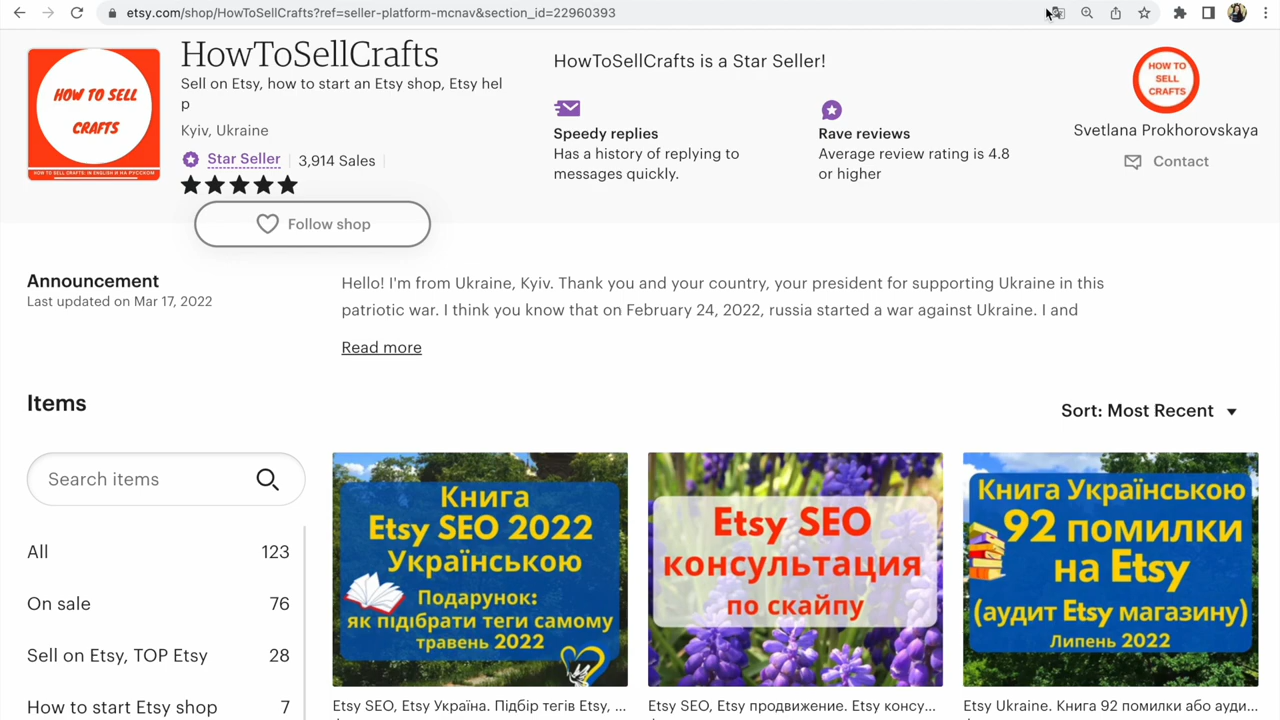 etsy.com/shop/HowToSellCrafts?ref=seller-platform-mcnav&section_id=22960393
HOW TO SELL
CRAFTS
HOW TO SELL CRAFTS: IN ENGLISH И НА РУССКОМ
HowToSellCrafts
Sell on Etsy, how to start an Etsy shop, Etsy hel
p
Kyiv, Ukraine
Star Seller
3,914 Sales
Follow shop
HowToSellCrafts is a Star Seller!
Speedy replies
Has a history of replying to
messages quickly.
Rave reviews
Average review rating is 4.8
or higher
HOW TO
SELL
CRAFTS
Svetlana Prokhorovskaya
Contact
Announcement
Last updated on Mar 17, 2022
Hello! I'm from Ukraine, Kyiv. Thank you and your country, your president for supporting Ukraine in this
patriotic war. I think you know that on February 24, 2022, russia started a war against Ukraine. I and
Read more
Items
Sort: Most Recent
Search items
All 123
On sale 76
Sell on Etsy, TOP Etsy 28
How to start Etsy shop 7
Книга
Etsy SEO 2022
Українською
Подарунок:
як підібрати теги самому
травень 2022
Etsy SEO, Etsy Україна. Підбір тегів Etsy, ...
Etsy SEO
консультация
по скайпу
Etsy SEO, Etsy продвижение. Etsy консу...
Книга Українською
92 помилки
на Etsy
(аудит Etsy магазину)
Липень 2022
Etsy Ukraine. Книга 92 помилки або ауди...